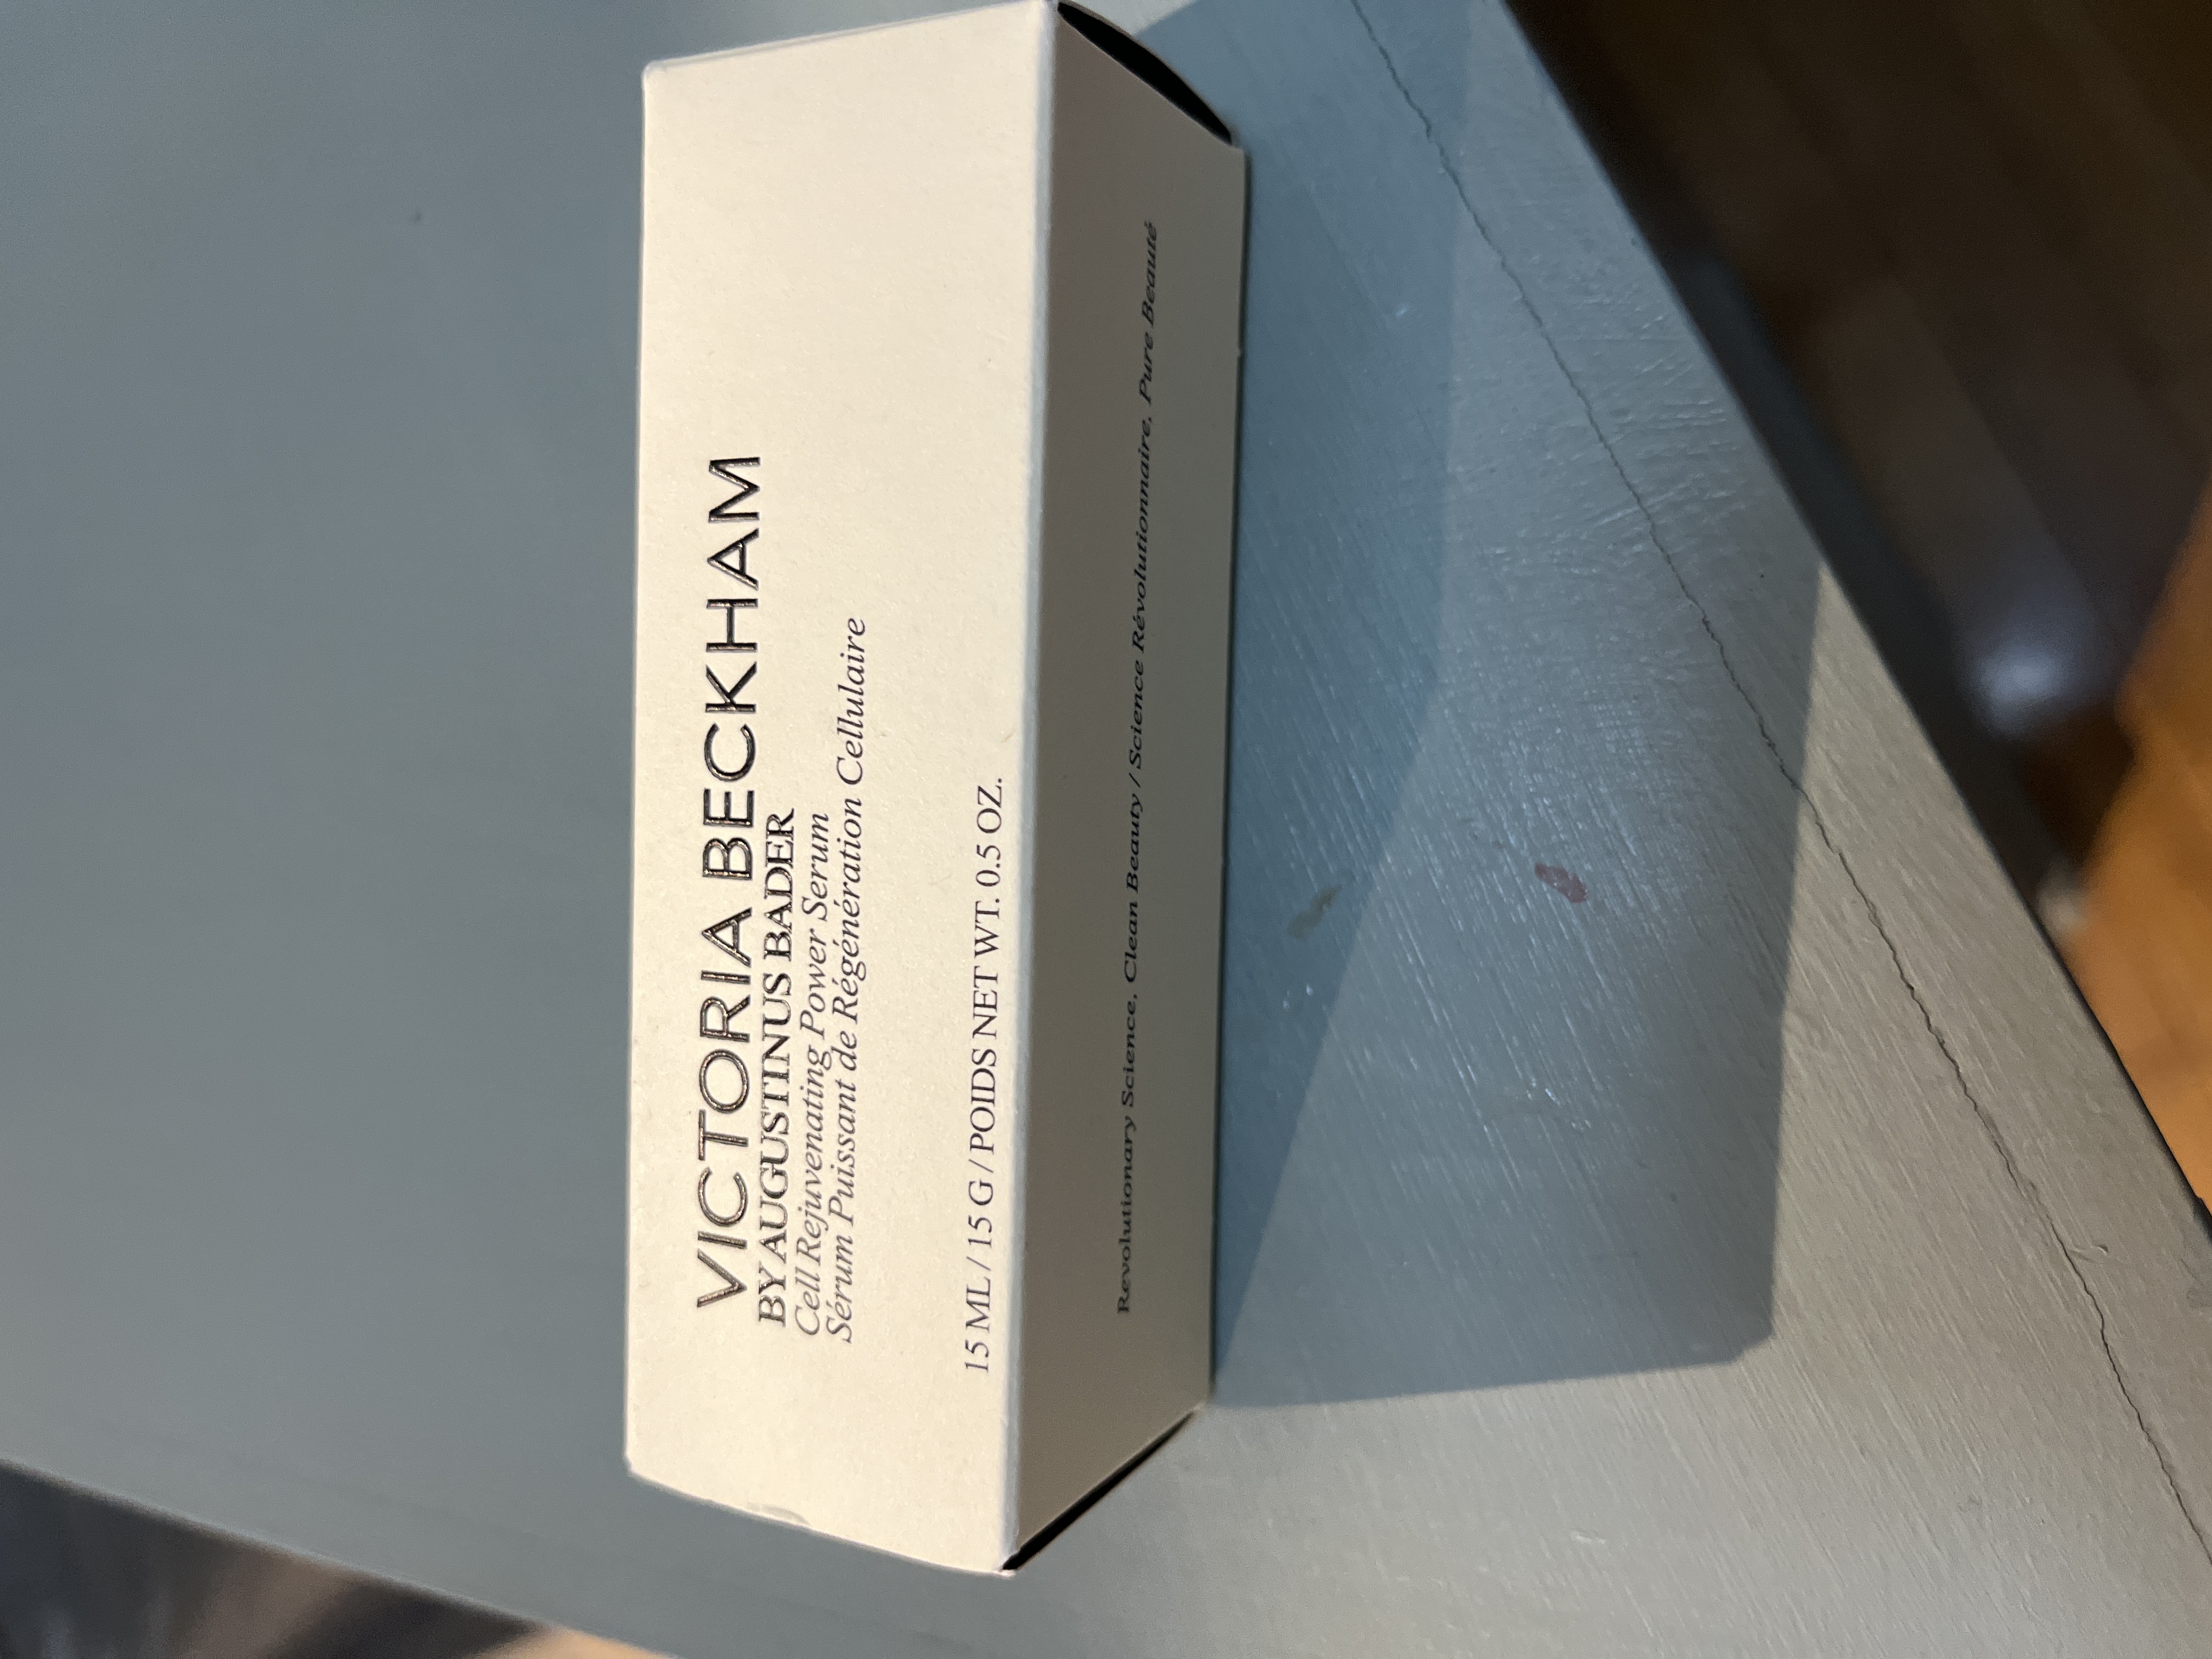 VICTORIA BECKHAM
BY AUGUSTINUS BADER
Cell Rejuvenating Power Serum
Sérum Puissant de Régénération Cellulaire
15 ML / 15 G / POIDS NET WT. 0.5 OZ.
Revolutionary Science, Clean Beauty / Science Révolutionnaire, Pure Beauté